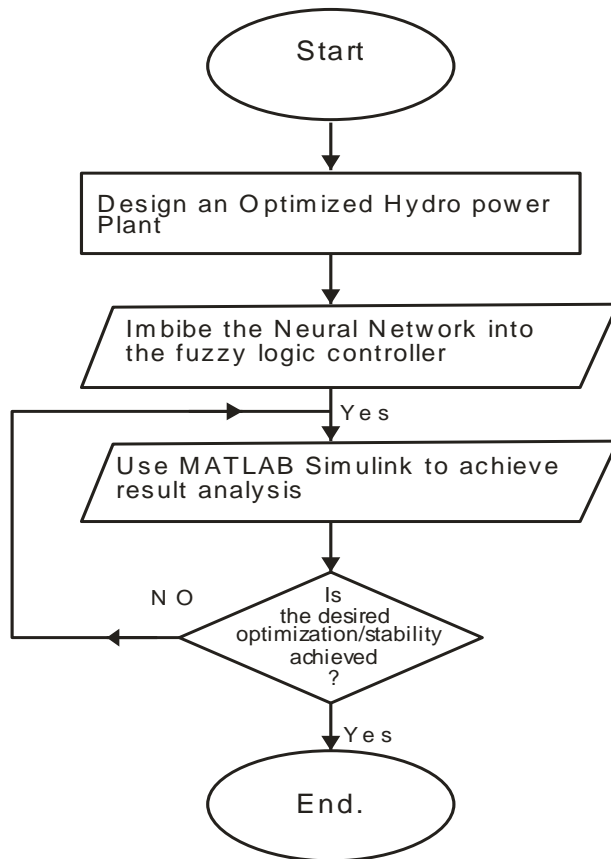 Start
Design an Optimized Hydro power
Plant
Imbibe the Neural Network into
the fuzzy logic controller
Yes
Use MATLAB Simulink to achieve
result analysis
NO
Is
the desired
optimization/stability
achieved
?
Yes
End.